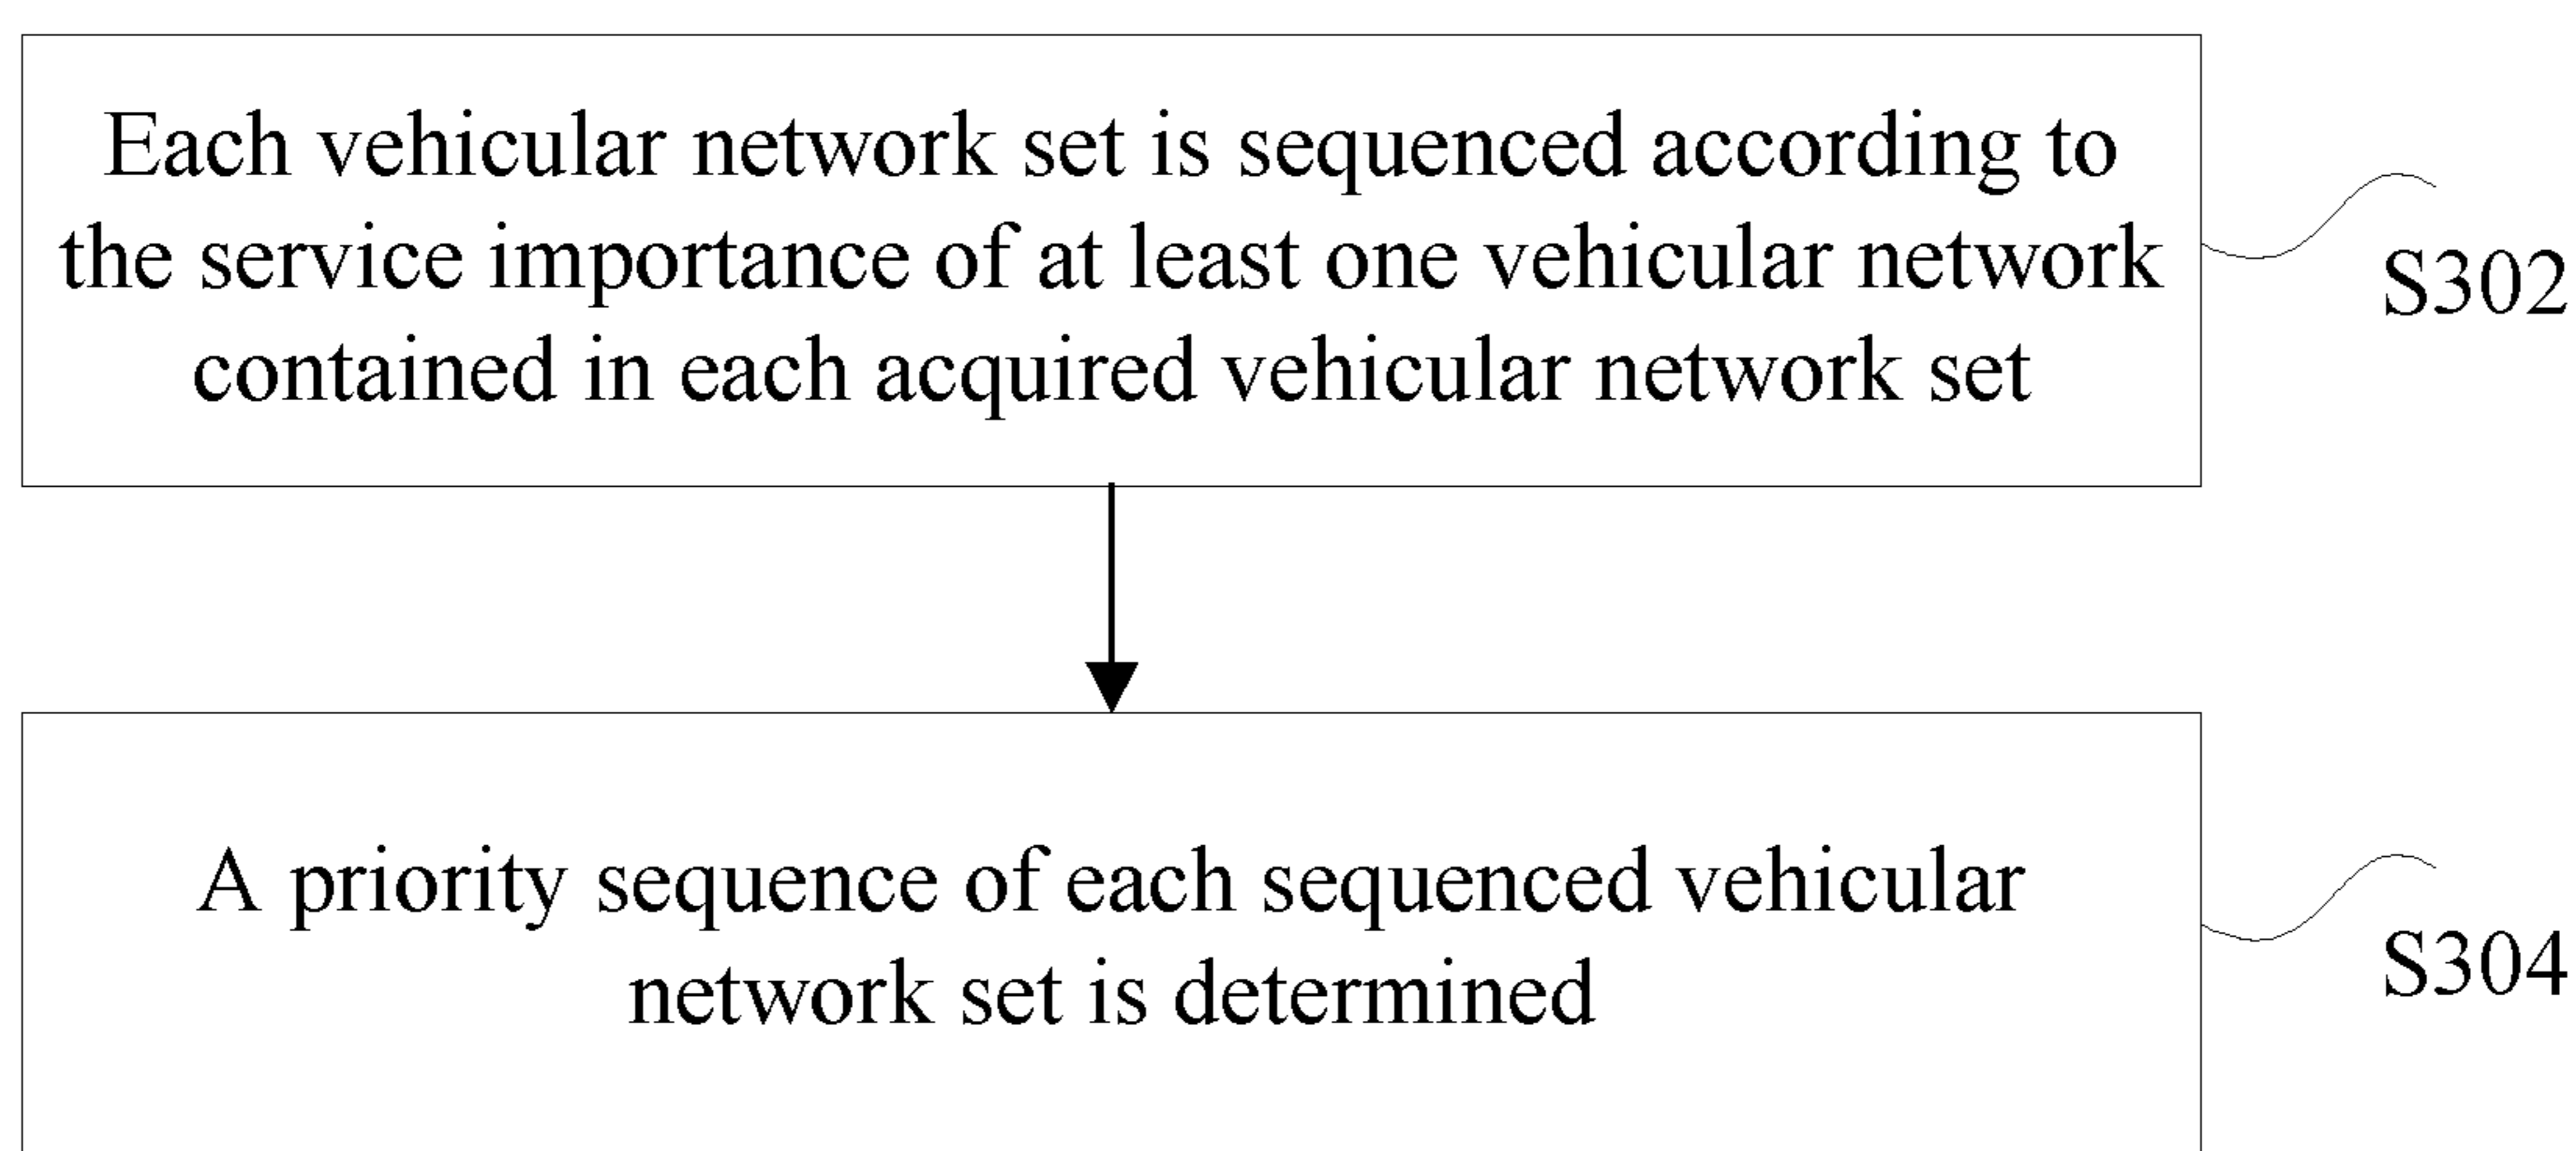 Each vehicular network set is sequenced according to
the service importance of at least one vehicular network
contained in each acquired vehicular network set
S302
A priority sequence of each sequenced vehicular
network set is determined
S304